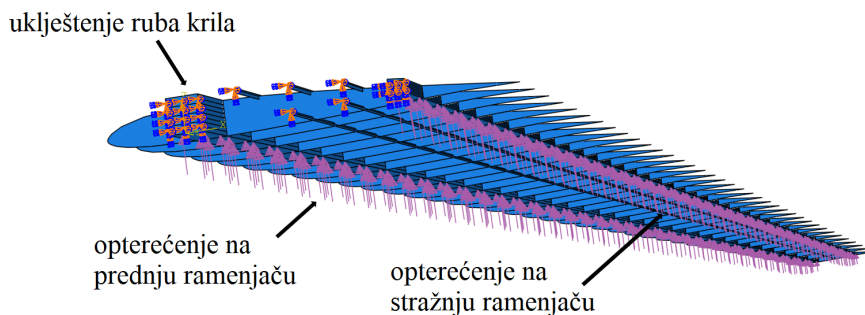 uklještenje ruba krila
opterećenje na
prednju ramenjaču
opterećenje na
stražnju ramenjaču